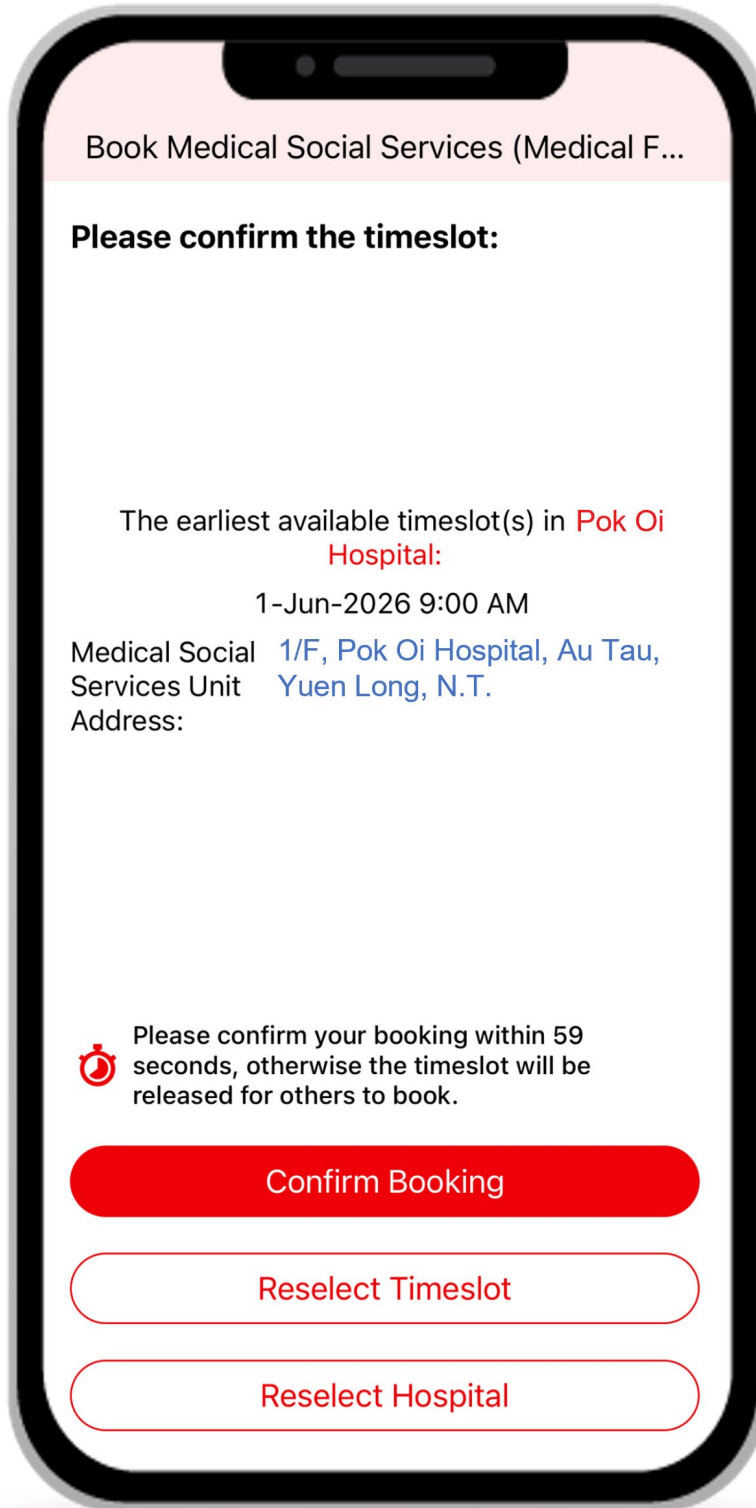 Book Medical Social Services (Medical F...
Please confirm the timeslot:
The earliest available timeslot(s) in Pok Oi
Hospital:
1-Jun-2026 9:00 AM
Medical Social
Services Unit
Address:
1/F, Pok Oi Hospital, Au Tau,
Yuen Long, N.T.
Please confirm your booking within 59
seconds, otherwise the timeslot will be
released for others to book.
Confirm Booking
Reselect Timeslot
Reselect Hospital